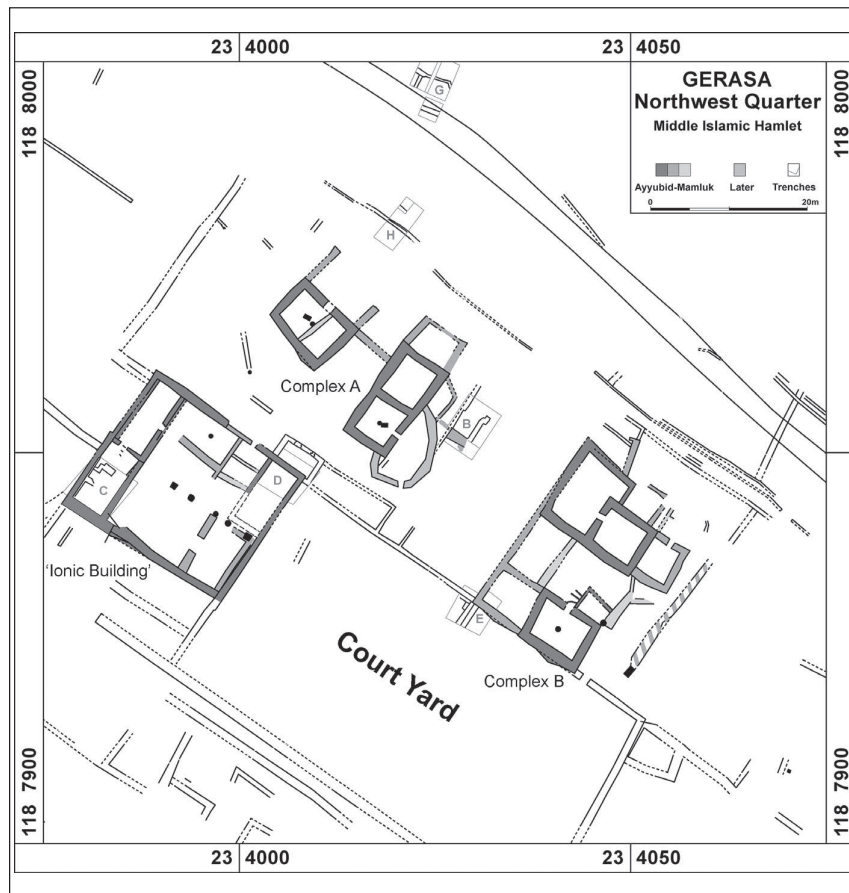 23 4000
23 4050
118 8000
118 8000
GERASA
Northwest Quarter
Middle Islamic Hamlet
Ayyubid-Mamluk Later Trenches
0 20m
G
H
Complex A
B
C
D
'Ionic Building'
E
Complex B
Court Yard
118 7900
118 7900
23 4000
23 4050